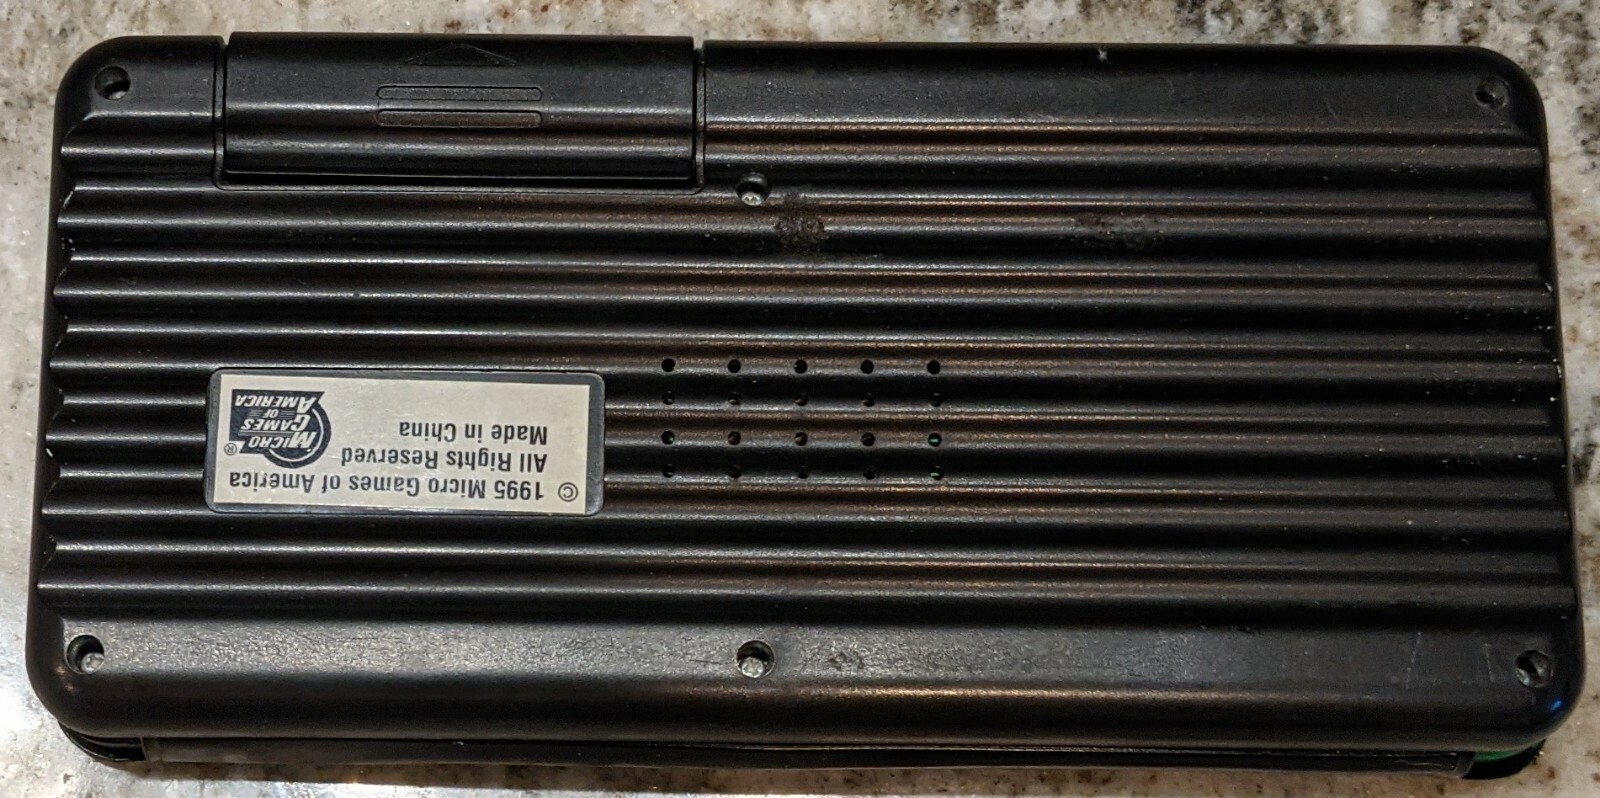 © 1995 Micro Games of America
All Rights Reserved
Made in China
MICRO
GAMES
OF
AMERICA
®